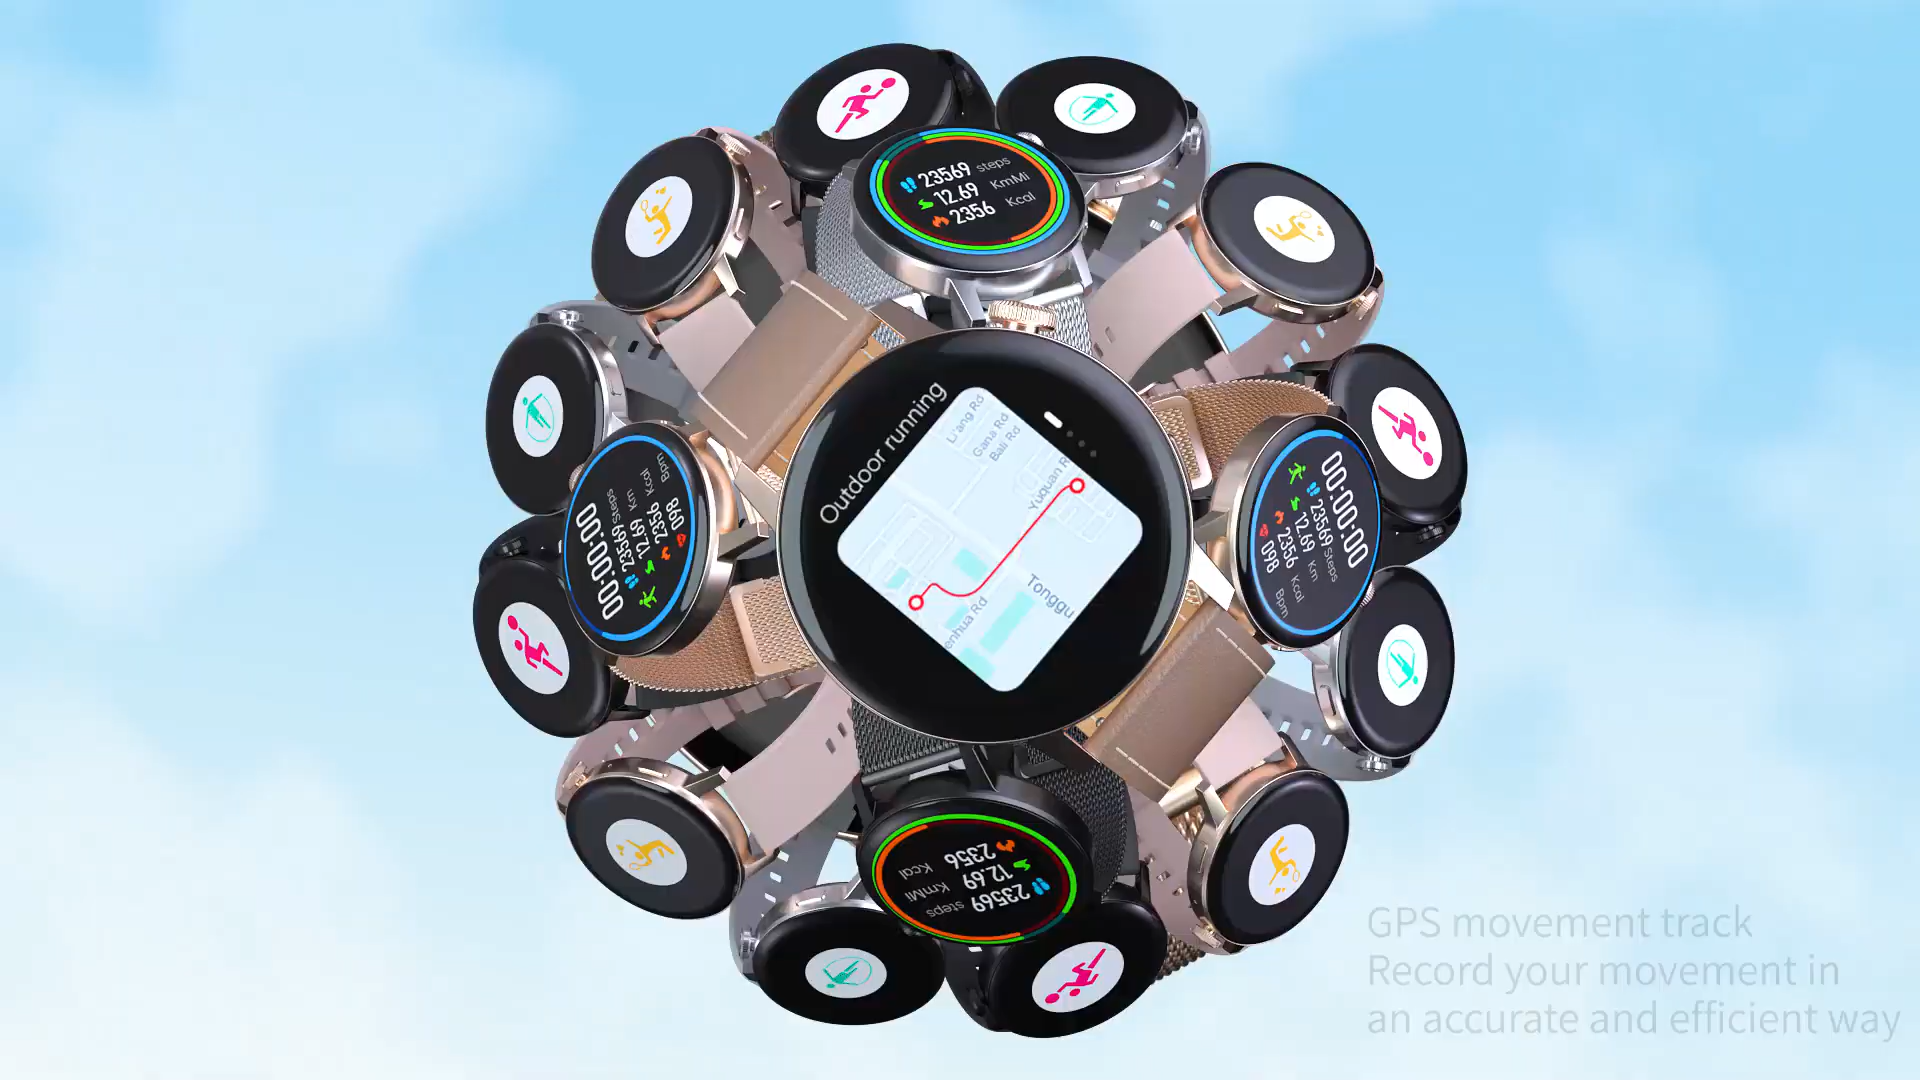 23569 steps
12.69 KmMi
2356 Kcal
Outdoor running
Li'ang Rd
Gana Rd
Bali Rd
Yuquan R
Tonggu
enhua Rd
00:00:00
23569 Steps
12.69 Km
2356 Kcal
098 Bpm
00:00:00
23569 Steps
12.69 Km
2356 Kcal
098 Bpm
23569 steps
12.69 KmMi
2356 Kcal
GPS movement track
Record your movement in
an accurate and efficient way